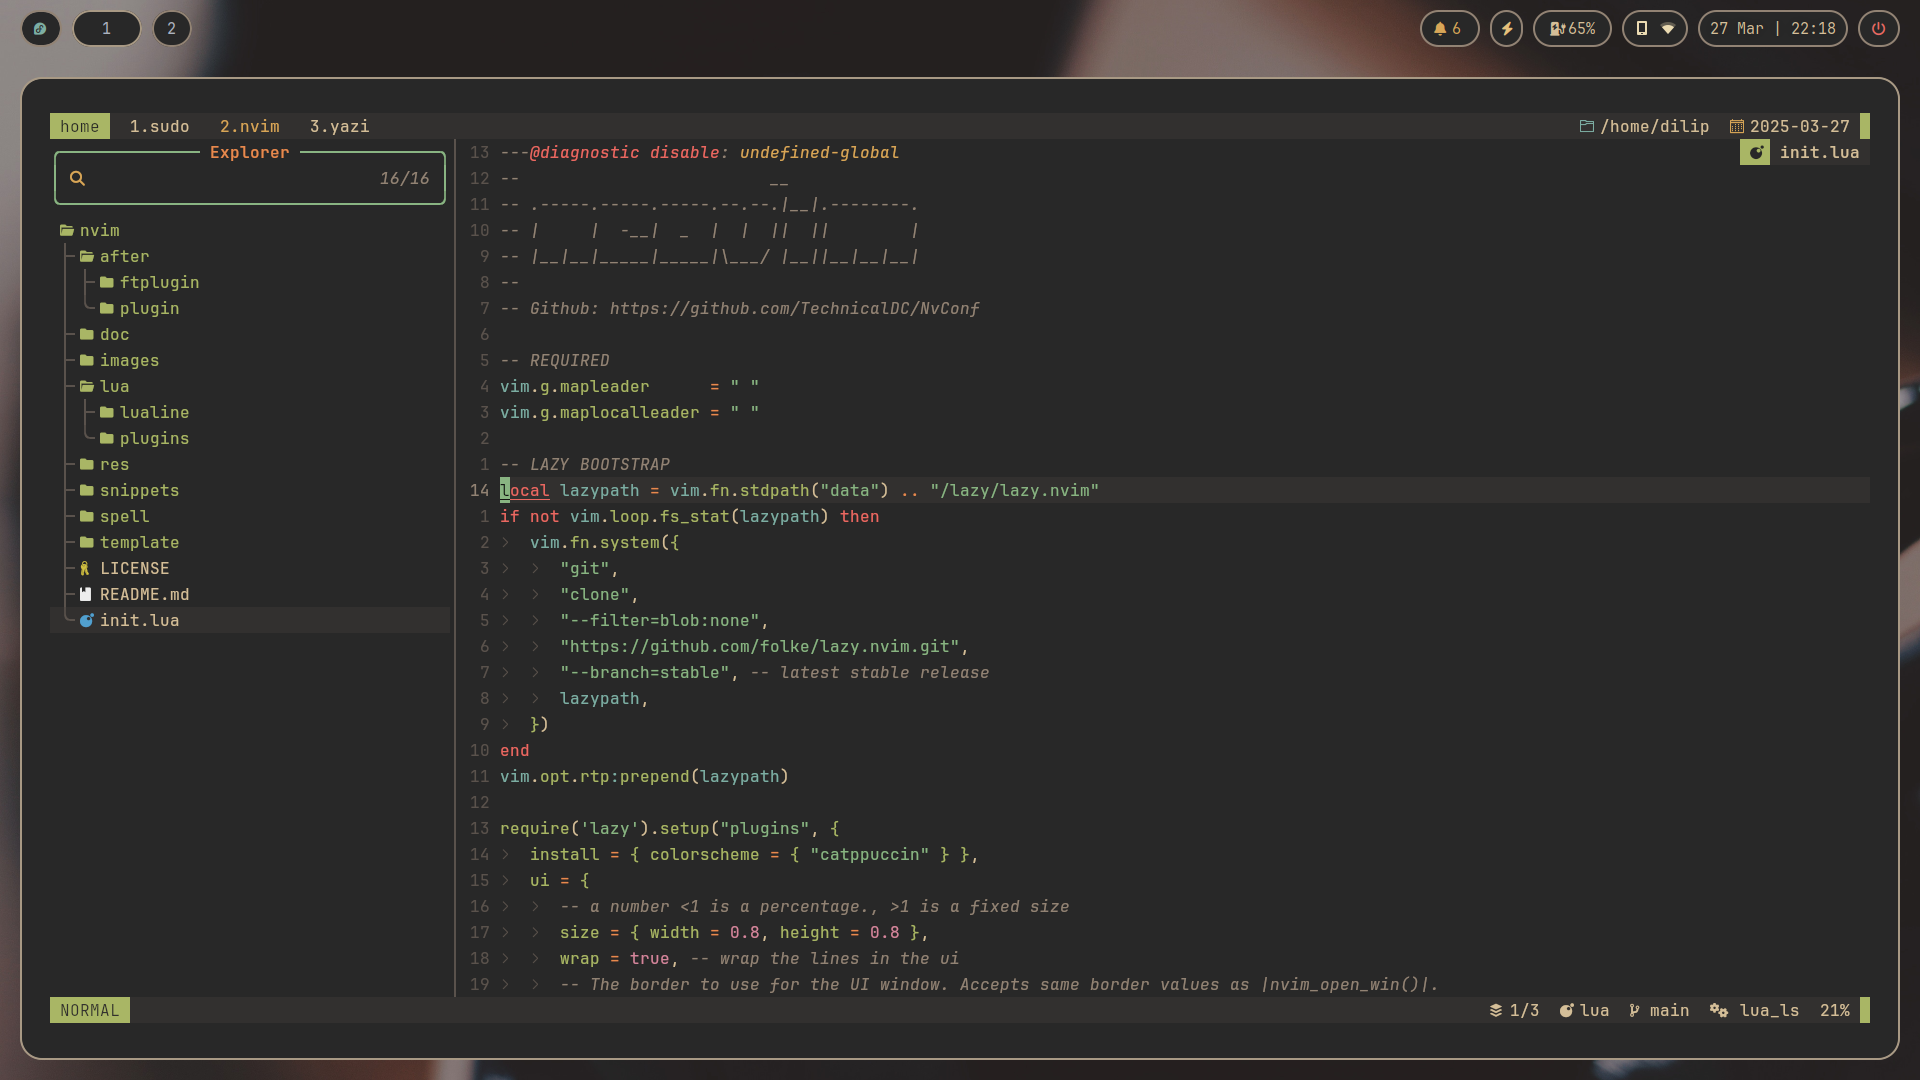 1 2 6 65% 27 Mar | 22:18
home 1.sudo 2.nvim 3.yazi /home/dilip 2025-03-27
Explorer
16/16
nvim
after
ftplugin
plugin
doc
images
lua
lualine
plugins
res
snippets
spell
template
LICENSE
README.md
init.lua
init.lua
13 ---@diagnostic disable: undefined-global
12 --                         __
11 -- .-----.-----.-----.--.--.|__|.--------.
10 -- |     |  -__|  _  |  |  ||  ||        |
9 -- |__|__|_____|_____|\___/ |__||__|__|__|
8 --
7 -- Github: https://github.com/TechnicalDC/NvConf
6
5 -- REQUIRED
4 vim.g.mapleader      = " "
3 vim.g.maplocalleader = " "
2
1 -- LAZY BOOTSTRAP
14 local lazypath = vim.fn.stdpath("data") .. "/lazy/lazy.nvim"
1 if not vim.loop.fs_stat(lazypath) then
2 >  vim.fn.system({
3 >  >  "git",
4 >  >  "clone",
5 >  >  "--filter=blob:none",
6 >  >  "https://github.com/folke/lazy.nvim.git",
7 >  >  "--branch=stable", -- latest stable release
8 >  >  lazypath,
9 >  })
10 end
11 vim.opt.rtp:prepend(lazypath)
12
13 require('lazy').setup("plugins", {
14 >  install = { colorscheme = { "catppuccin" } },
15 >  ui = {
16 >  >  -- a number <1 is a percentage., >1 is a fixed size
17 >  >  size = { width = 0.8, height = 0.8 },
18 >  >  wrap = true, -- wrap the lines in the ui
19 >  >  -- The border to use for the UI window. Accepts same border values as |nvim_open_win()|.
NORMAL 1/3 lua main lua_ls 21%